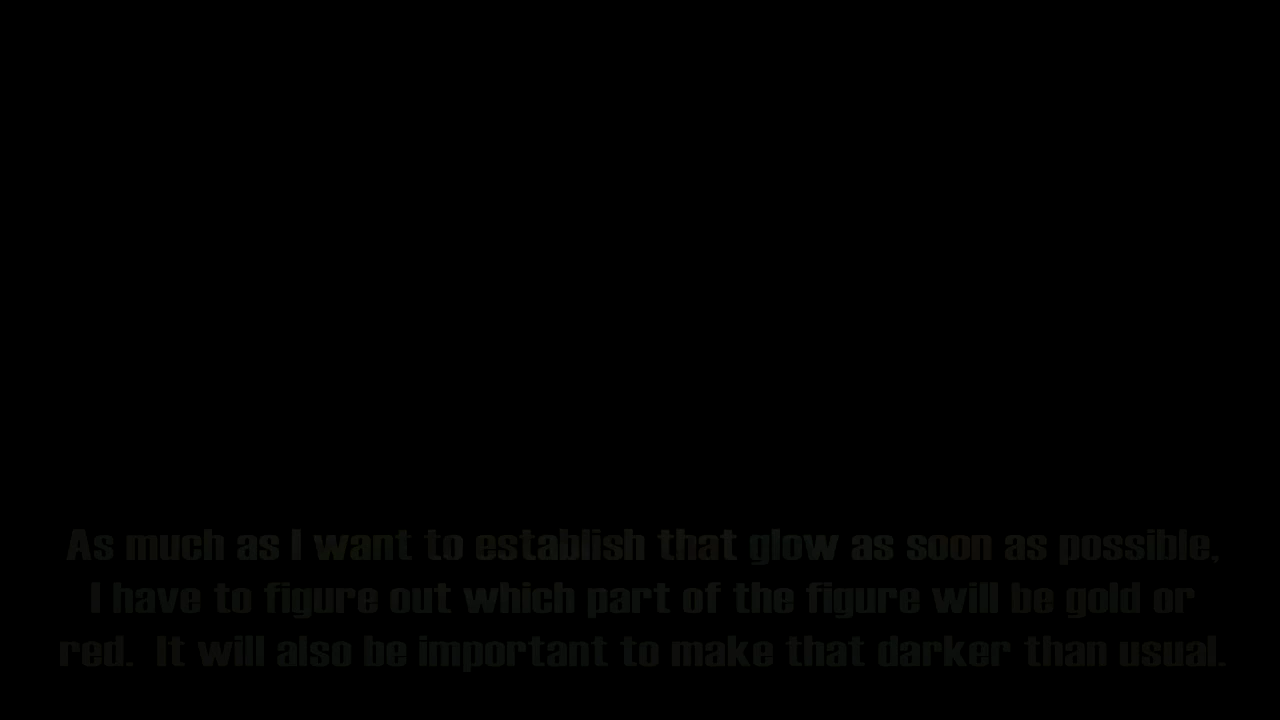 As much as I want to establish that glow as soon as possible,
I have to figure out which part of the figure will be gold or
red.  It will also be important to make that darker than usual.